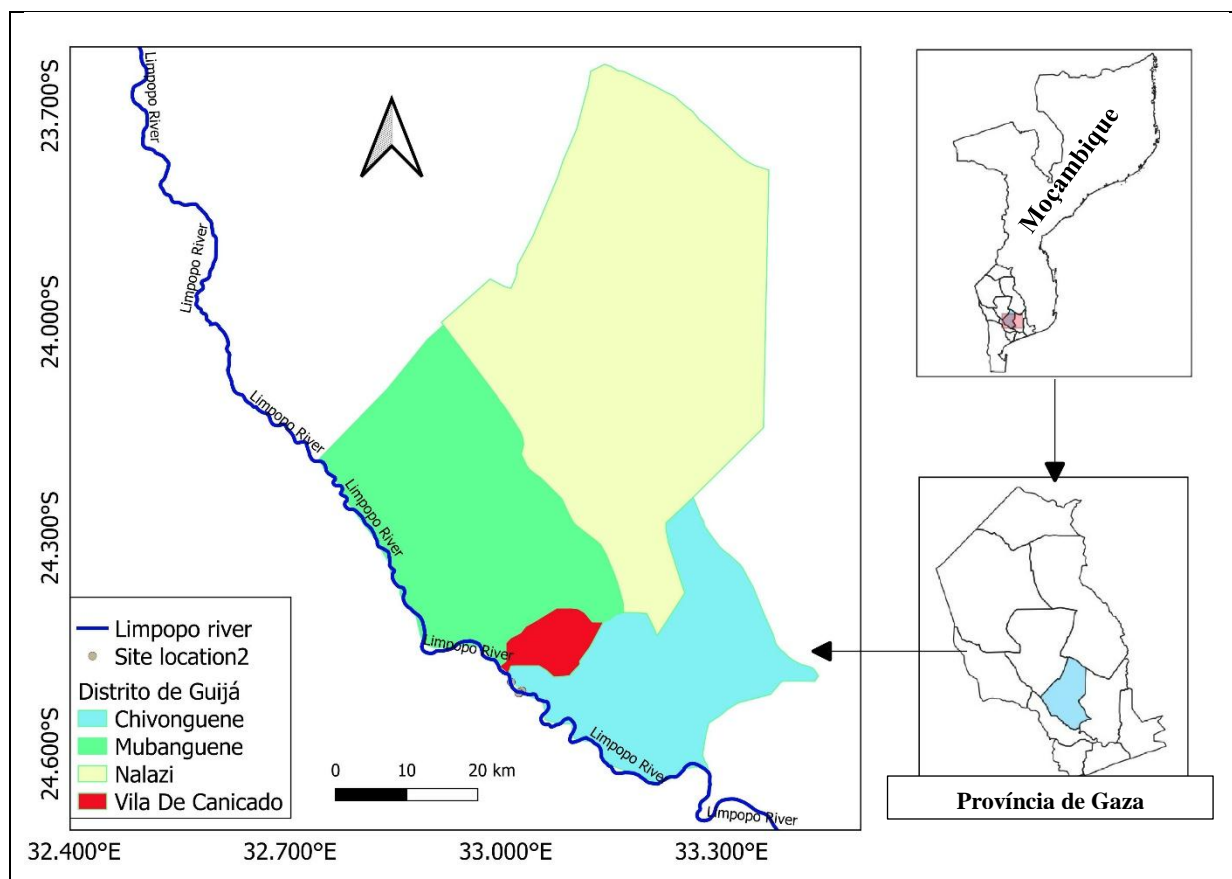 23.700°S
24.000°S
24.300°S
24.600°S
32.400°E
32.700°E
33.000°E
33.300°E
Limpopo River
Limpopo River
Limpopo River
Limpopo River
Limpopo River
Limpopo River
Limpopo River
Limpopo River
Limpopo river
Site location2
Distrito de Guijá
Chivonguene
Mubanguene
Nalazi
Vila De Canicado
0 10 20 km
Moçambique
Província de Gaza